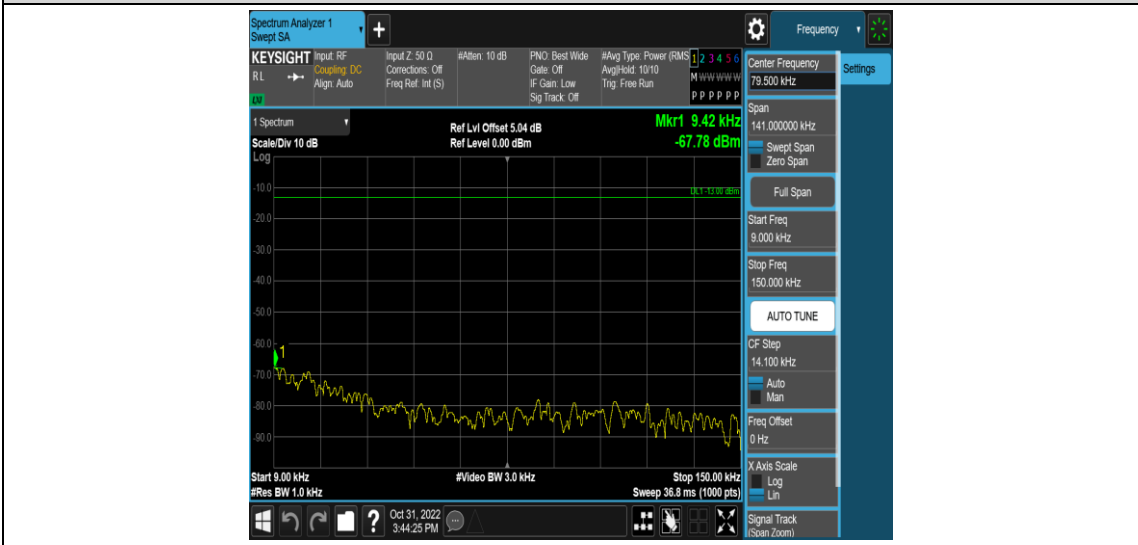 Spectrum Analyzer 1
Swept SA
+
Frequency
KEYSIGHT
RL
LXI
Input: RF
Coupling: DC
Align: Auto
Input Z: 50 Ω
Corrections: Off
Freq Ref: Int (S)
#Atten: 10 dB
PNO: Best Wide
Gate: Off
IF Gain: Low
Sig Track: Off
#Avg Type: Power (RMS
Avg|Hold: 10/10
Trig: Free Run
1 2 3 4 5 6
M W W W W W
P P P P P P
Center Frequency
79.500 kHz
Settings
Span
141.000000 kHz
Swept Span
Zero Span
Full Span
Start Freq
9.000 kHz
Stop Freq
150.000 kHz
AUTO TUNE
CF Step
14.100 kHz
Auto
Man
Freq Offset
0 Hz
X Axis Scale
Log
Lin
Signal Track
(Span Zoom)
1 Spectrum
Scale/Div 10 dB
Log
Ref Lvl Offset 5.04 dB
Ref Level 0.00 dBm
Mkr1 9.42 kHz
-67.78 dBm
DL1 -13.00 dBm
-10.0
-20.0
-30.0
-40.0
-50.0
-60.0
-70.0
-80.0
-90.0
1
Start 9.00 kHz
#Res BW 1.0 kHz
#Video BW 3.0 kHz
Stop 150.00 kHz
Sweep 36.8 ms (1000 pts)
?
Oct 31, 2022
3:44:25 PM